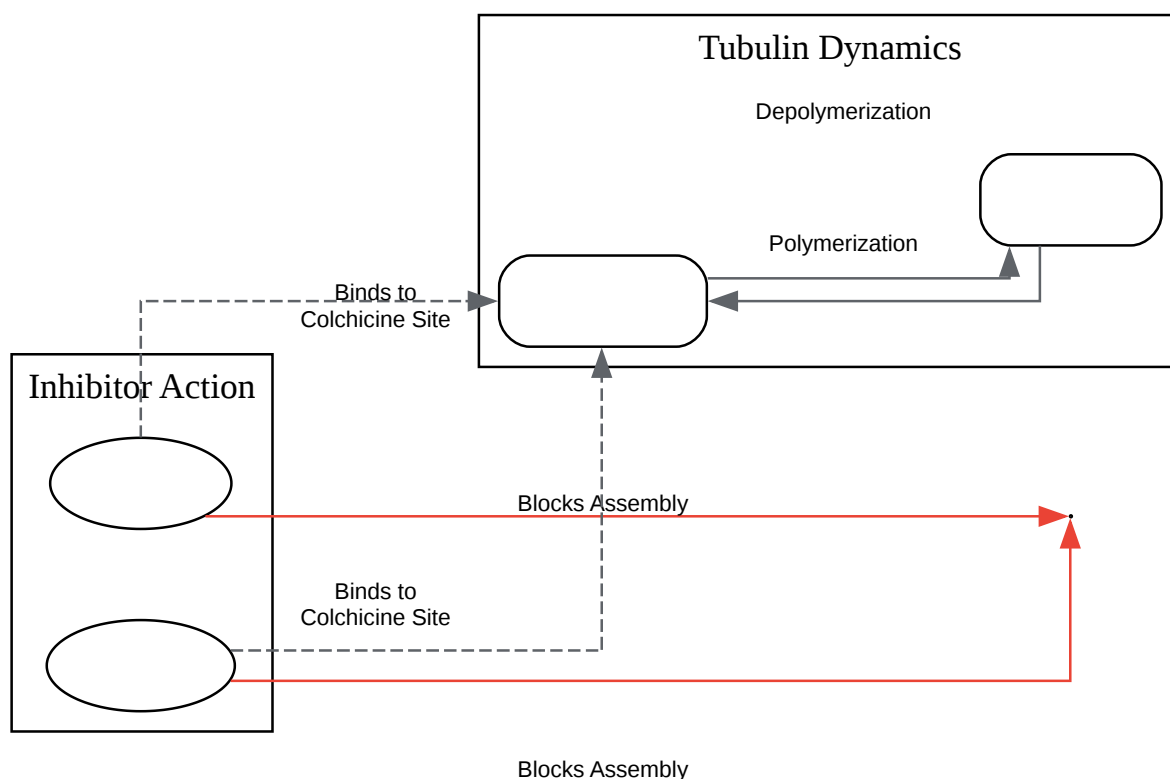 Tubulin Dynamics
Depolymerization
Polymerization
Binds to
Colchicine Site
Inhibitor Action
Blocks Assembly
Binds to
Colchicine Site
Blocks Assembly